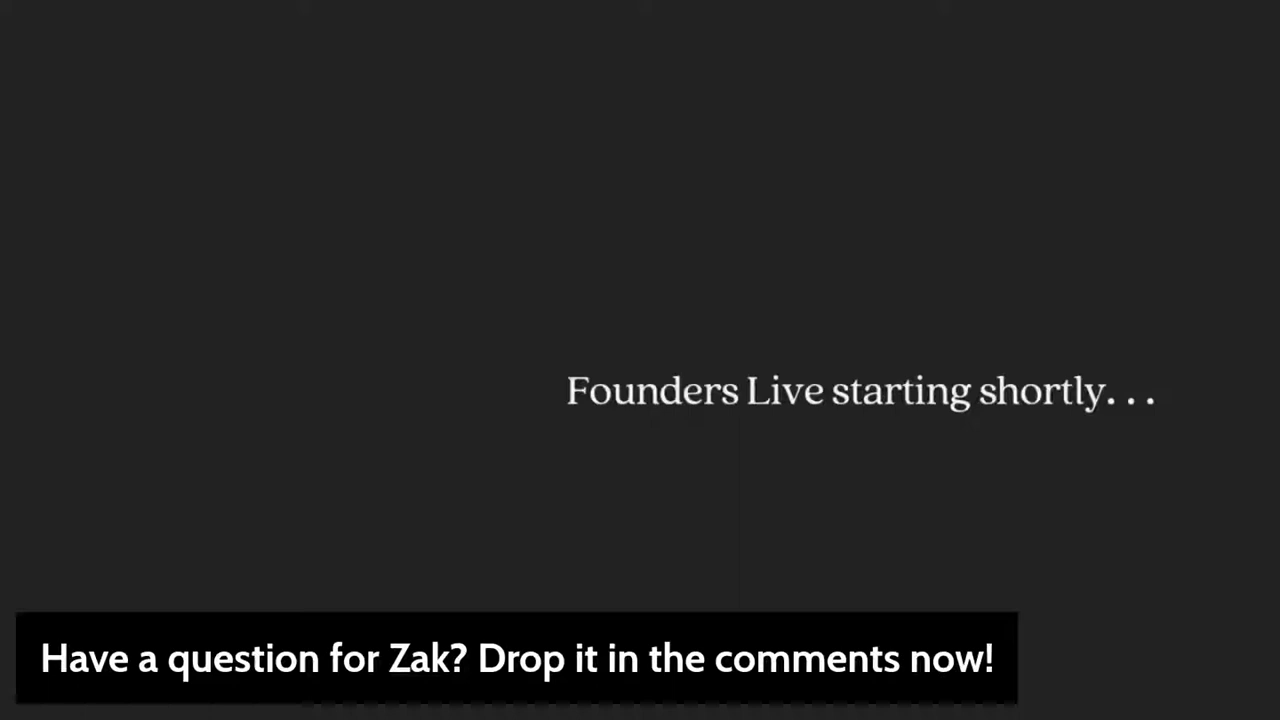 Founders Live starting shortly...
Have a question for Zak? Drop it in the comments now!